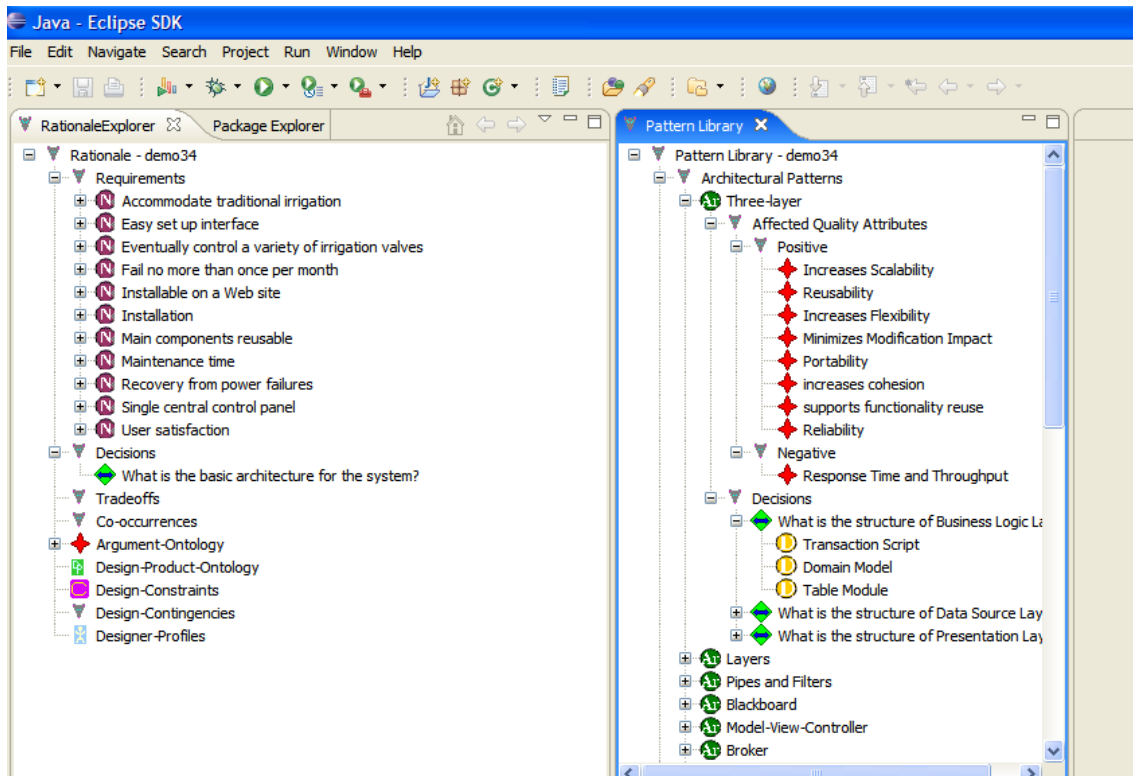 Java - Eclipse SDK
File Edit Navigate Search Project Run Window Help
RationaleExplorer Package Explorer
Rationale - demo34
Requirements
N Accommodate traditional irrigation
N Easy set up interface
N Eventually control a variety of irrigation valves
N Fail no more than once per month
N Installable on a Web site
N Installation
N Main components reusable
N Maintenance time
N Recovery from power failures
N Single central control panel
N User satisfaction
Decisions
What is the basic architecture for the system?
Tradeoffs
Co-occurrences
Argument-Ontology
Design-Product-Ontology
Design-Constraints
Design-Contingencies
Designer-Profiles
Pattern Library
Pattern Library - demo34
Architectural Patterns
Ar Three-layer
Affected Quality Attributes
Positive
Increases Scalability
Reusability
Increases Flexibility
Minimizes Modification Impact
Portability
increases cohesion
supports functionality reuse
Reliability
Negative
Response Time and Throughput
Decisions
What is the structure of Business Logic La
Transaction Script
Domain Model
Table Module
What is the structure of Data Source Lay
What is the structure of Presentation Lay
Ar Layers
Ar Pipes and Filters
Ar Blackboard
Ar Model-View-Controller
Ar Broker